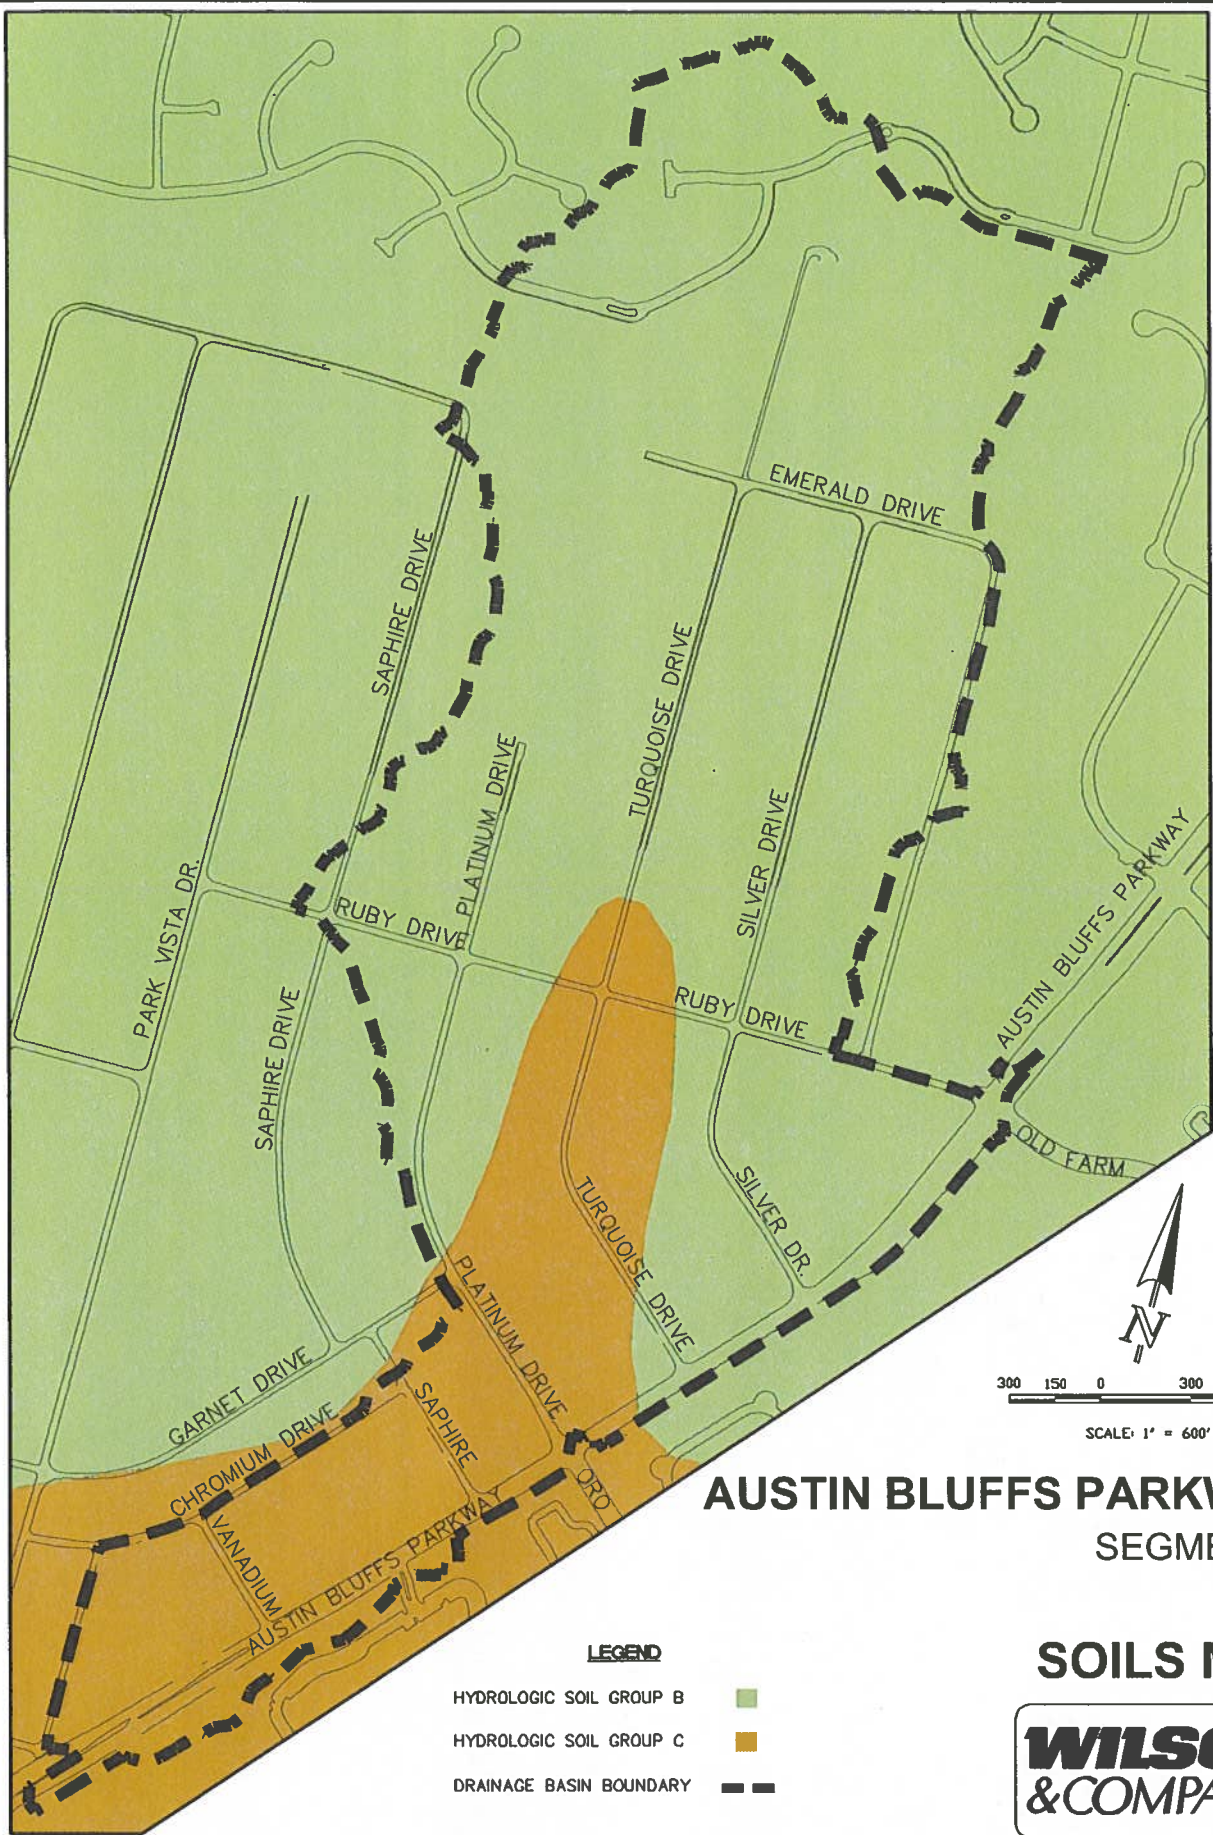 EMERALD DRIVE
SAPHIRE DRIVE
TURQUOISE DRIVE
PLATINUM DRIVE
SILVER DRIVE
PARK VISTA DR.
RUBY DRIVE
AUSTIN BLUFFS PARKWAY
RUBY DRIVE
SAPHIRE DRIVE
OLD FARM
TURQUOISE DRIVE
SILVER DR.
PLATINUM DRIVE
GARNET DRIVE
SAPHIRE
CHROMIUM DRIVE
VANADIUM
ORO
AUSTIN BLUFFS PARKWAY
N
300 150 0 300
SCALE: 1" = 600'
AUSTIN BLUFFS PARKW
SEGME
SOILS
LEGEND
HYDROLOGIC SOIL GROUP B
HYDROLOGIC SOIL GROUP C
DRAINAGE BASIN BOUNDARY
WILSO
&COMPA